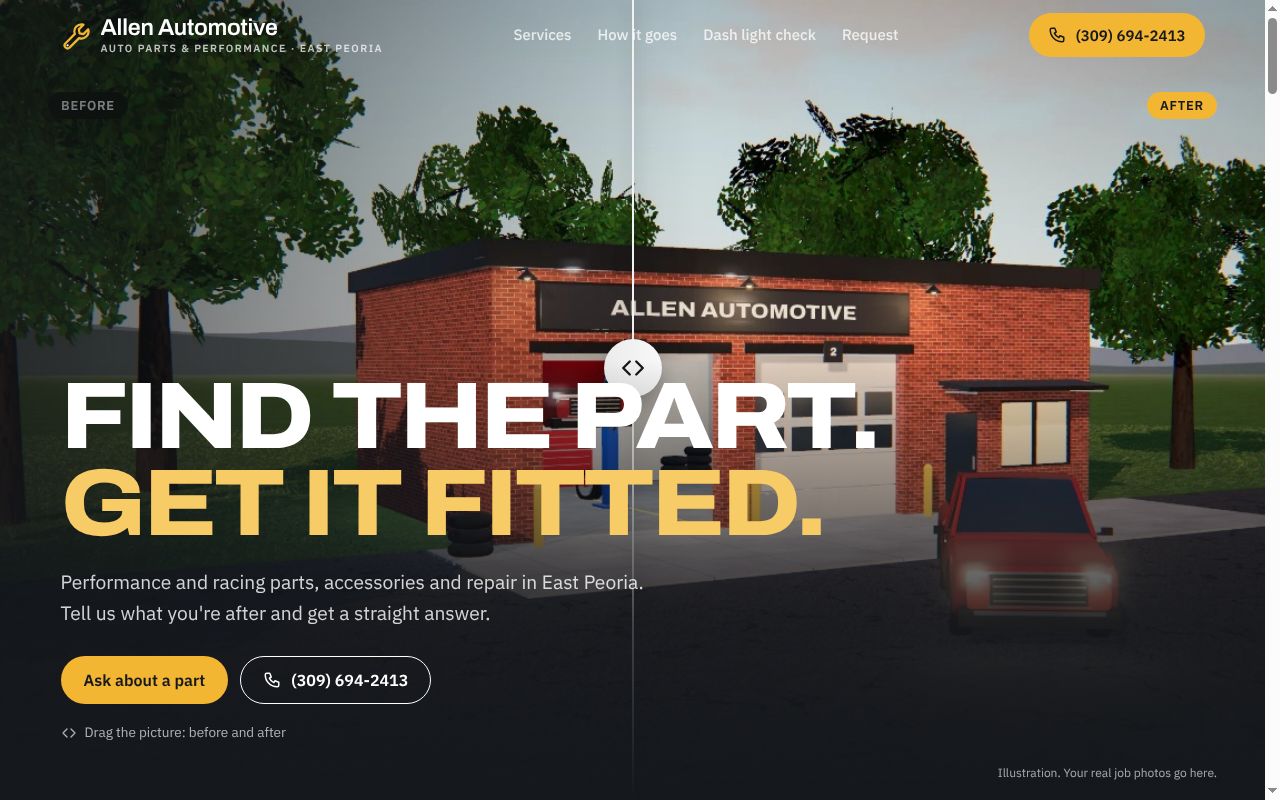 Allen Automotive
AUTO PARTS & PERFORMANCE · EAST PEORIA
Services
How it goes
Dash light check
Request
(309) 694-2413
BEFORE
AFTER
ALLEN AUTOMOTIVE
2
FIND THE PART.
GET IT FITTED.
Performance and racing parts, accessories and repair in East Peoria.
Tell us what you're after and get a straight answer.
Ask about a part
(309) 694-2413
Drag the picture: before and after
Illustration. Your real job photos go here.